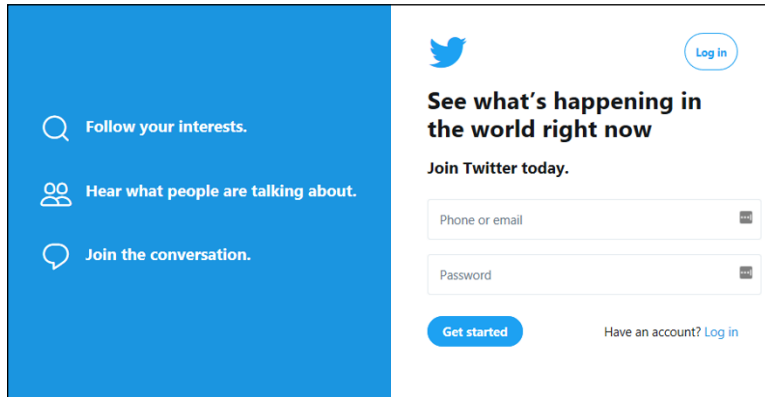 Follow your interests.
Hear what people are talking about.
Join the conversation.
Log in
See what's happening in
the world right now
Join Twitter today.
Phone or email
Password
Get started
Have an account? Log in